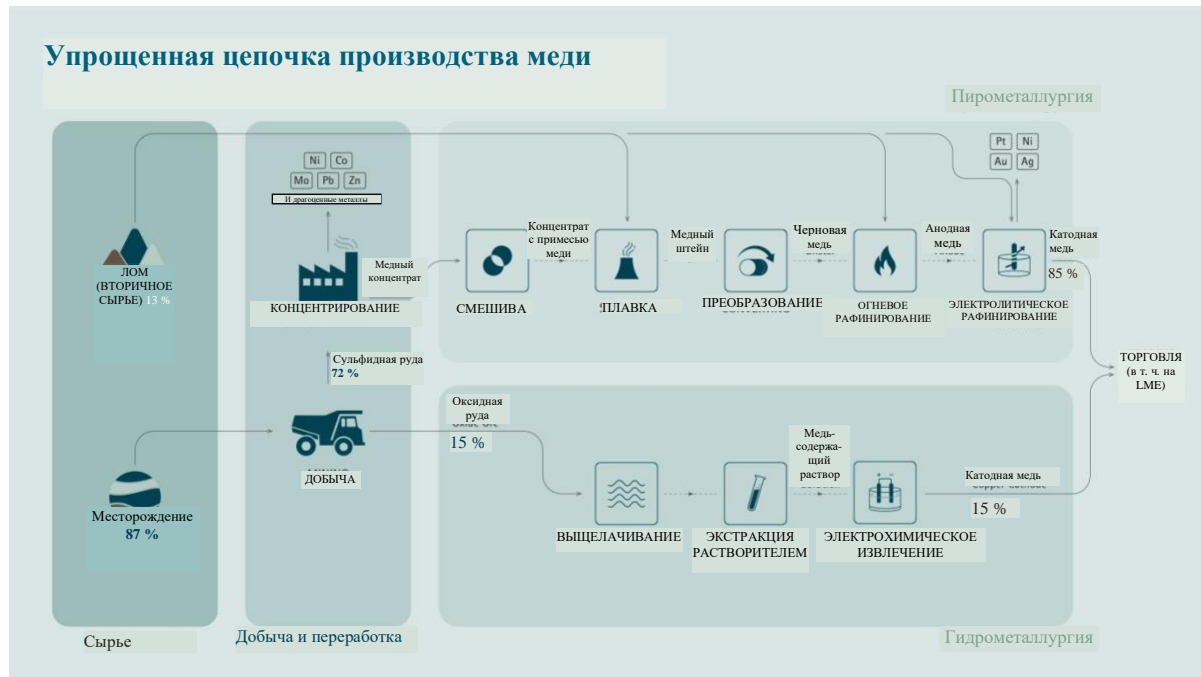 Упрощенная цепочка производства меди
Пирометаллургия
Ni Co
Mo Pb Zn
И драгоценные металлы
Pt Ni
Au Ag
ЛОМ
(ВТОРИЧНОЕ
СЫРЬЕ) 13 %
КОНЦЕНТРИРОВАНИЕ
Медный
концентрат
СМЕШИВА
Концентрат
с примесью
меди
ПЛАВКА
Медный
штейн
ПРЕОБРАЗОВАНИЕ
Черновая
медь
ОГНЕВОЕ
РАФИНИРОВАНИЕ
Анодная
медь
ЭЛЕКТРОЛИТИЧЕСКОЕ
РАФИНИРОВАНИЕ
Катодная
медь
85 %
Сульфидная руда
72 %
ТОРГОВЛЯ
(в т. ч. на
LME)
Месторождение
87 %
ДОБЫЧА
Оксидная
руда
15 %
ВЫЩЕЛАЧИВАНИЕ
ЭКСТРАКЦИЯ
РАСТВОРИТЕЛЕМ
Медь-
содержа-
щий
раствор
ЭЛЕКТРОХИМИЧЕСКОЕ
ИЗВЛЕЧЕНИЕ
Катодная медь
15 %
Сырье
Добыча и переработка
Гидрометаллургия